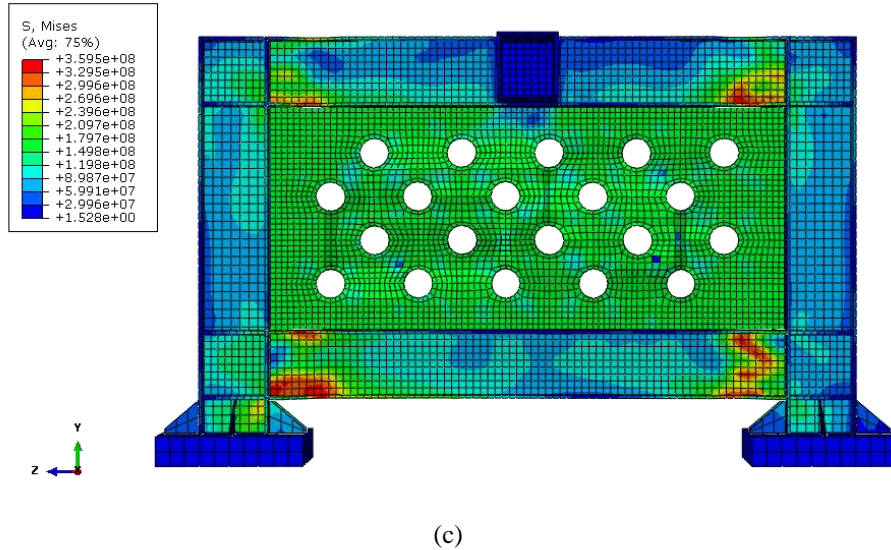 S, Mises
(Avg: 75%)
+3.595e+08
+3.295e+08
+2.996e+08
+2.696e+08
+2.396e+08
+2.097e+08
+1.797e+08
+1.498e+08
+1.198e+08
+8.987e+07
+5.991e+07
+2.996e+07
+1.528e+00
Y
Z
X
(c)